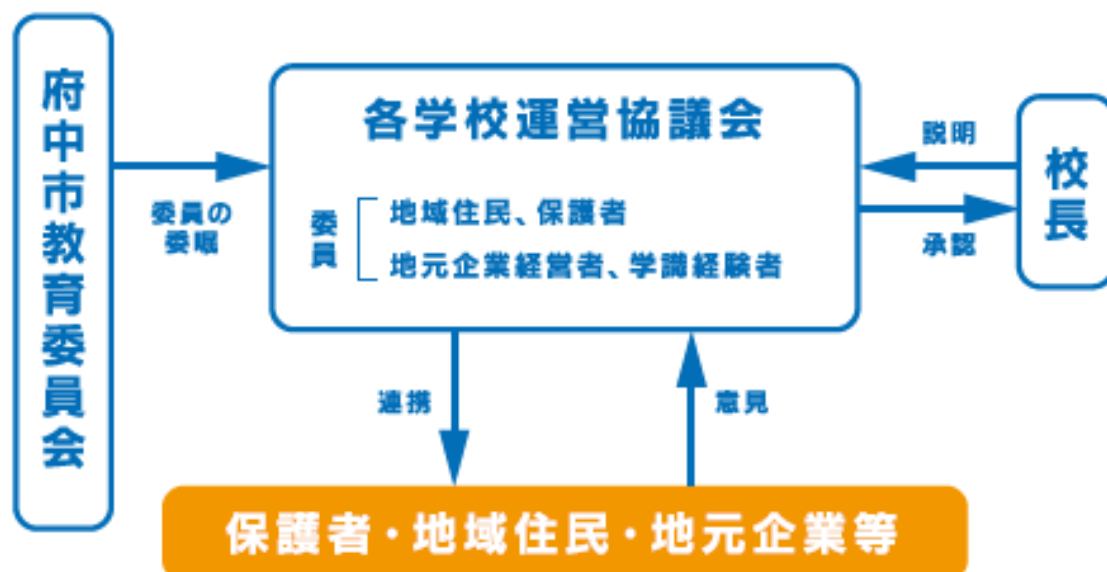 府中市教育委員会
委員の
委嘱
各学校運営協議会
委員
地域住民、保護者
地元企業経営者、学識経験者
説明
承認
校長
連携
意見
保護者・地域住民・地元企業等